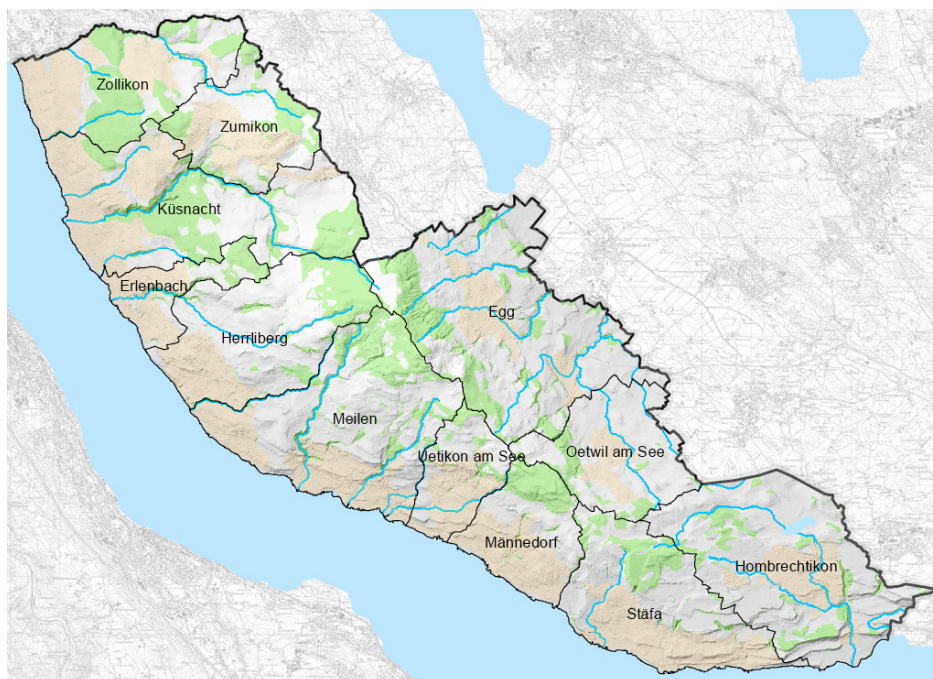 Zollikon
Zumikon
Küsnacht
Erlenbach
Egg
Herrliberg
Meilen
Uetikon am See
Oetwil am See
Männedorf
Hombrechtikon
Stäfa